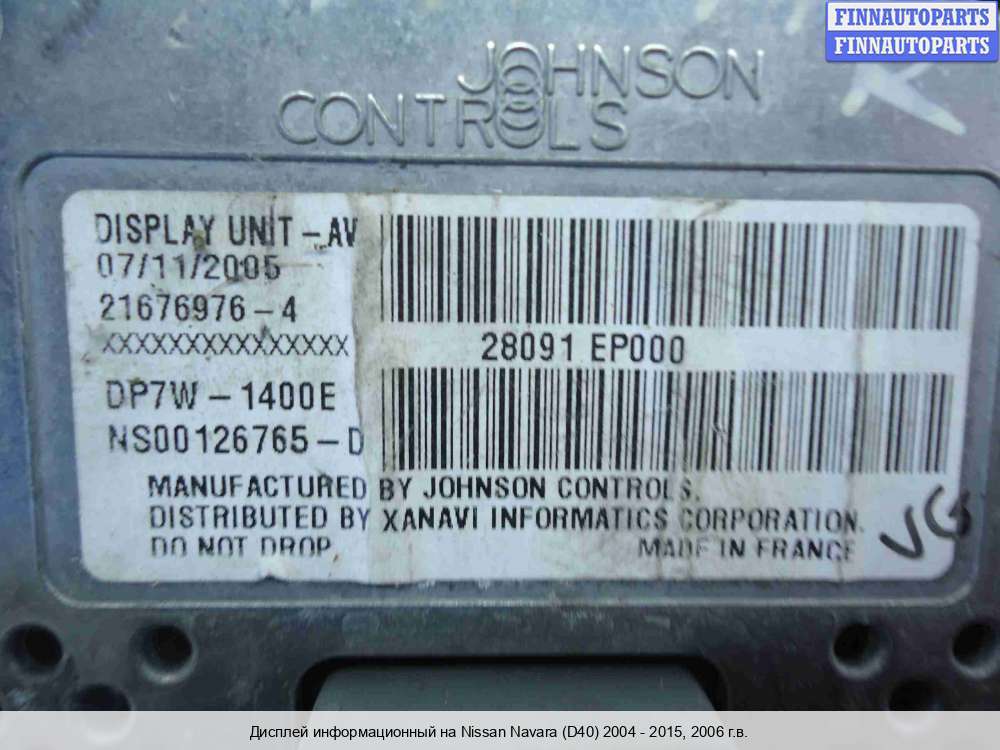 FINNAUTOPARTS
FINNAUTOPARTS
JOHNSON
CONTROLS
DISPLAY UNIT - AV
07/11/2005
21676976 - 4
XXXXXXXXXXXXXXXX
28091 EP000
DP7W - 1400E
NS00126765 - D
MANUFACTURED BY JOHNSON CONTROLS.
DISTRIBUTED BY XANAVI INFORMATICS CORPORATION.
DO NOT DROP. MADE IN FRANCE
Дисплей информационный на Nissan Navara (D40) 2004 - 2015, 2006 г.в.